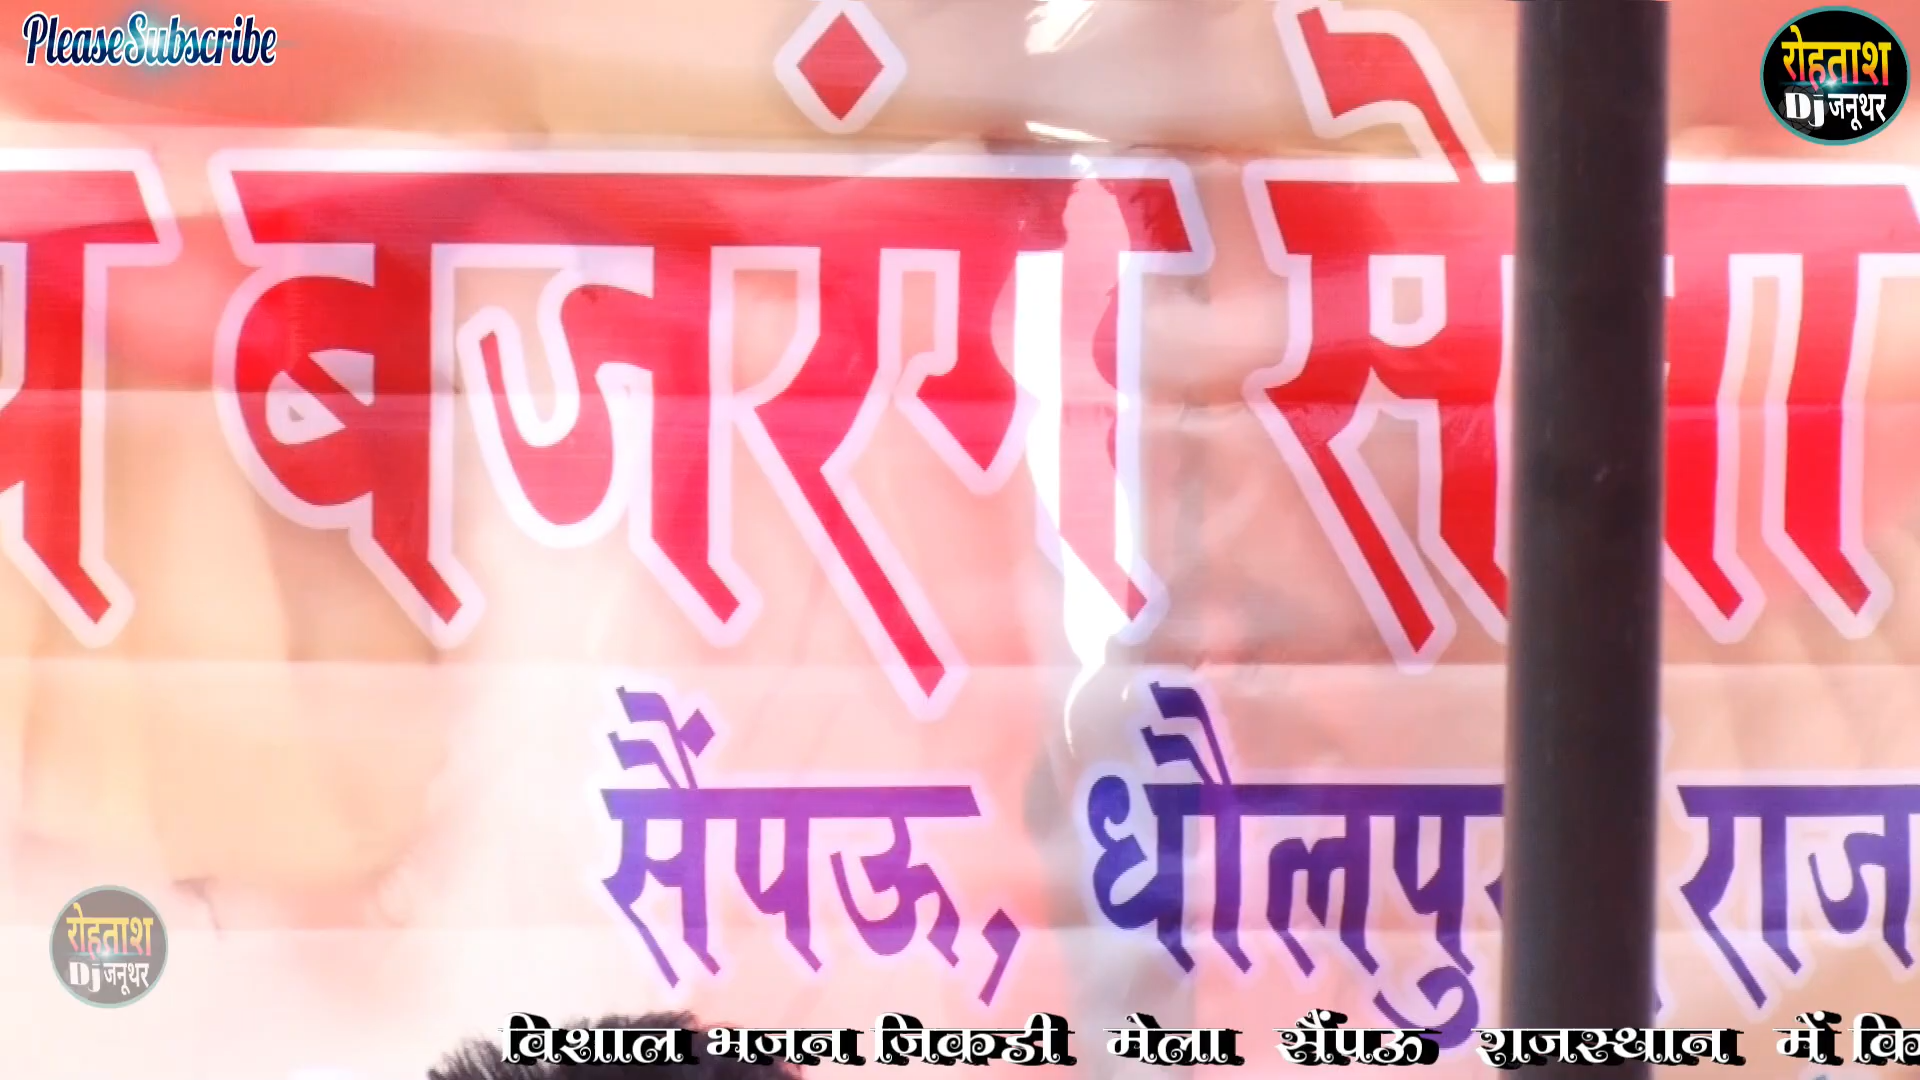 PleaseSubscribe
रोहताश
Dj जनूथर
बजरंग सेना
सैंपऊ, धौलपु राज
रोहताश
Dj जनूथर
विशाल भजन जिकडी मेला सैंपऊ राजस्थान में कि